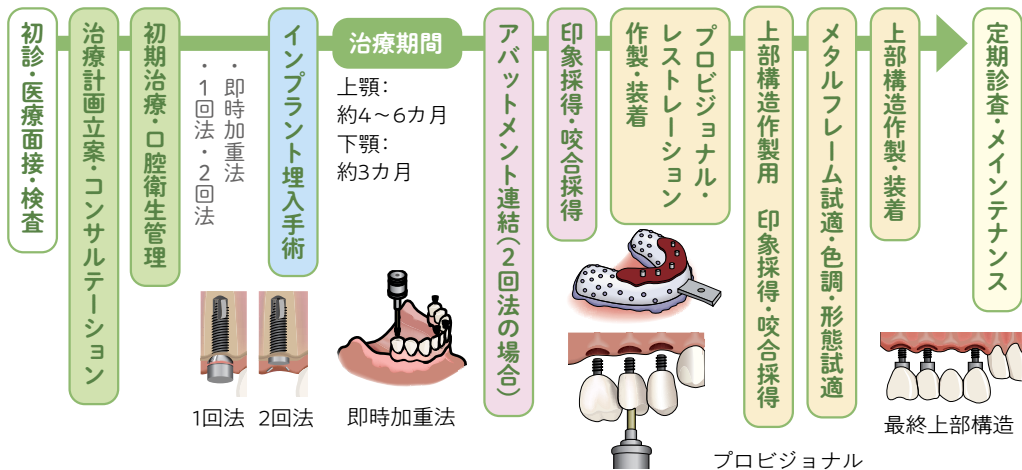 初診・医療面接・検査
治療計画立案・コンサルテーション
初期治療・口腔衛生管理
・即時加重法
・1回法・2回法
インプラント埋入手術
治療期間
上顎：
約4〜6カ月
下顎：
約3カ月
アバットメント連結（2回法の場合）
印象採得・咬合採得
プロビジョナル・
レストレーション
作製・装着
上部構造作製用　印象採得・咬合採得
メタルフレーム試適・色調・形態試適
上部構造作製・装着
定期診査・メインテナンス
1回法
2回法
即時加重法
プロビジョナル
最終上部構造